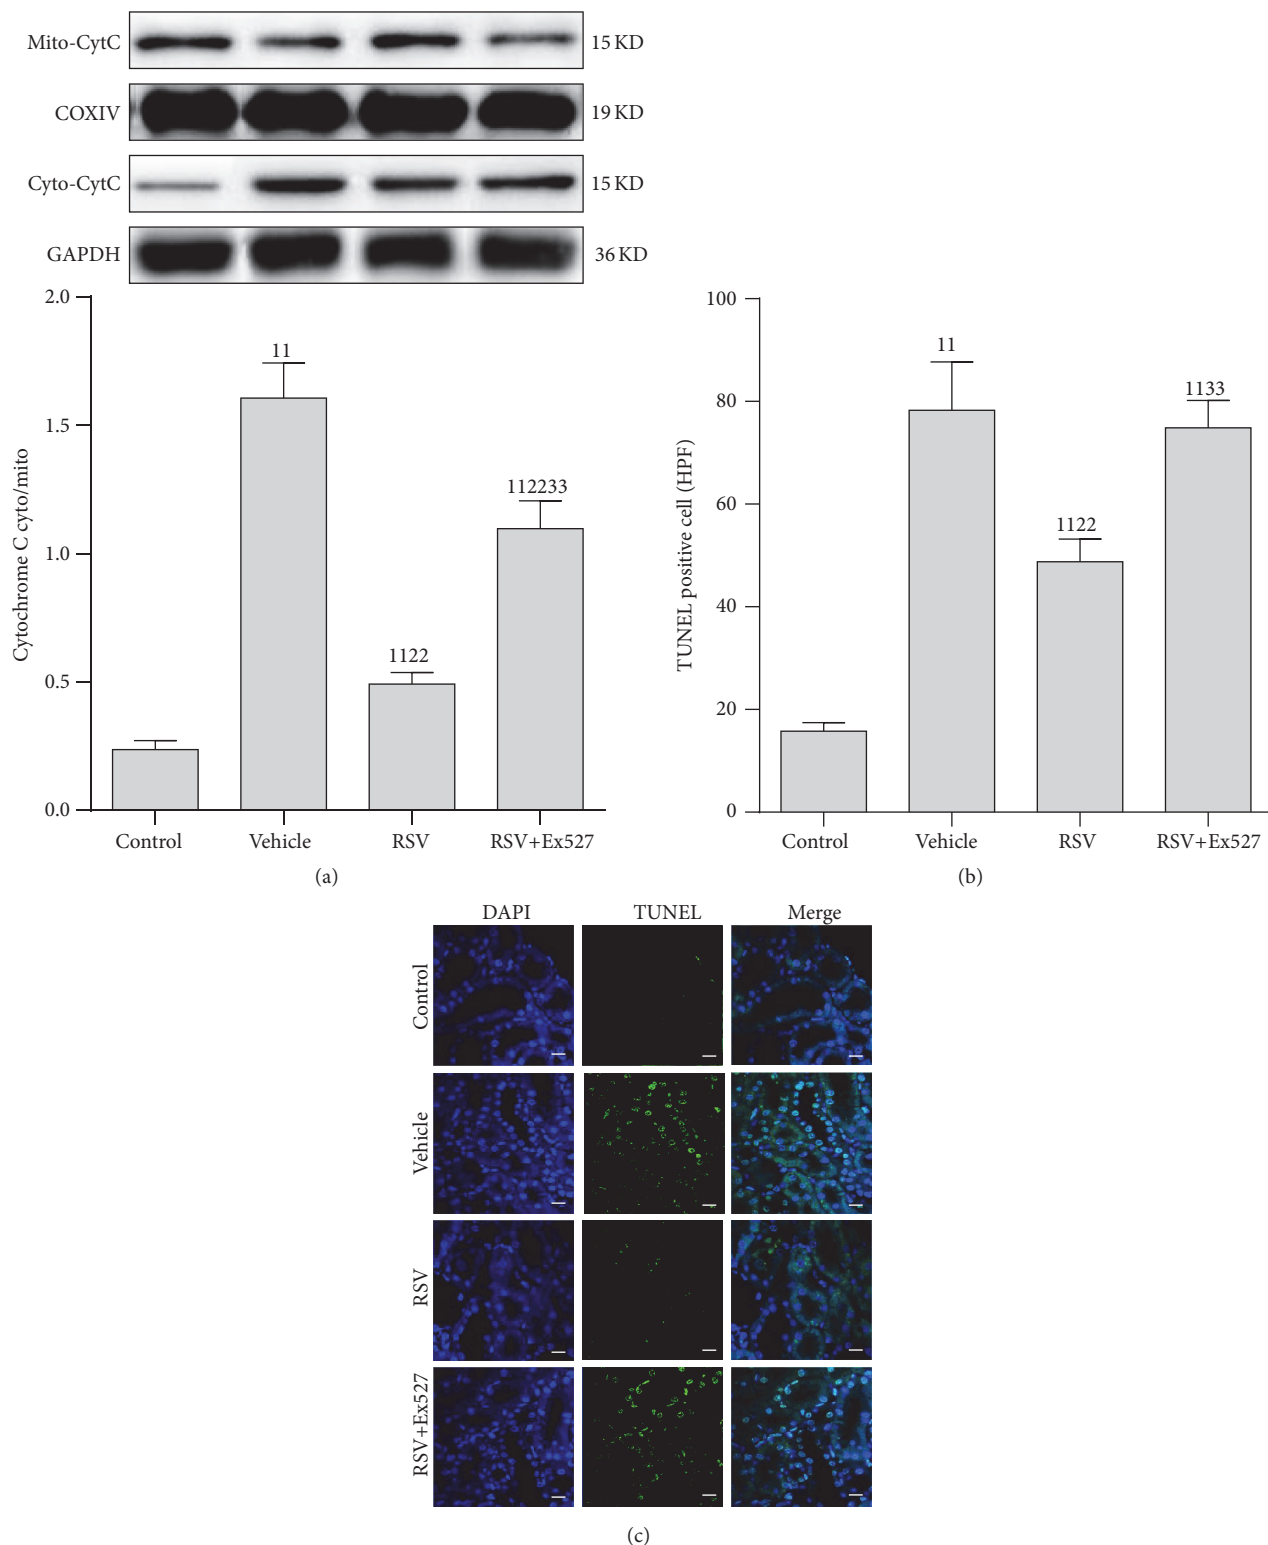 Mito-CytC 15 KD
COXIV 19 KD
Cyto-CytC 15 KD
GAPDH 36 KD
2.0
1.5
1.0
0.5
0.0
Cytochrome C cyto/mito
11
1122
112233
Control Vehicle RSV RSV+Ex527
(a)
100
80
60
40
20
0
TUNEL positive cell (HPF)
11
1122
1133
Control Vehicle RSV RSV+Ex527
(b)
DAPI TUNEL Merge
Control
Vehicle
RSV
RSV+Ex527
(c)